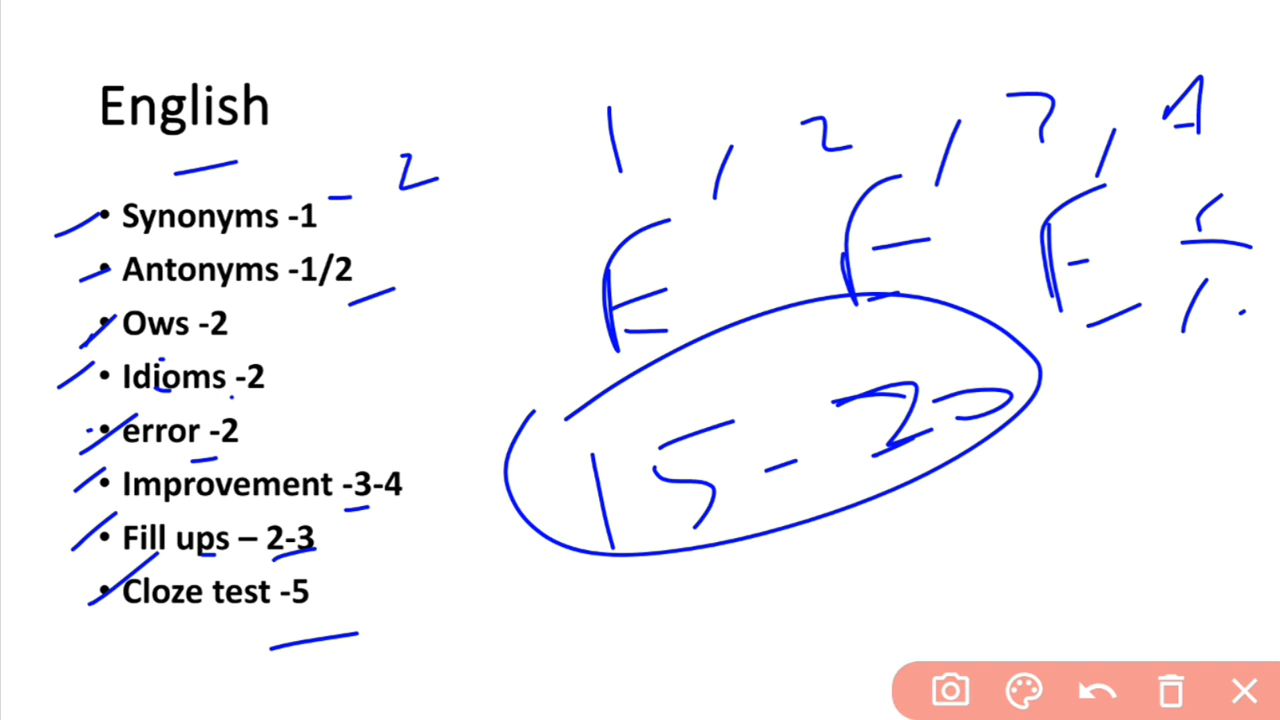 English
Synonyms -1 - 2
Antonyms -1/2
Ows -2
Idioms -2
error -2
Improvement -3-4
Fill ups – 2-3
Cloze test -5
1, 2, 3, 4
15-20